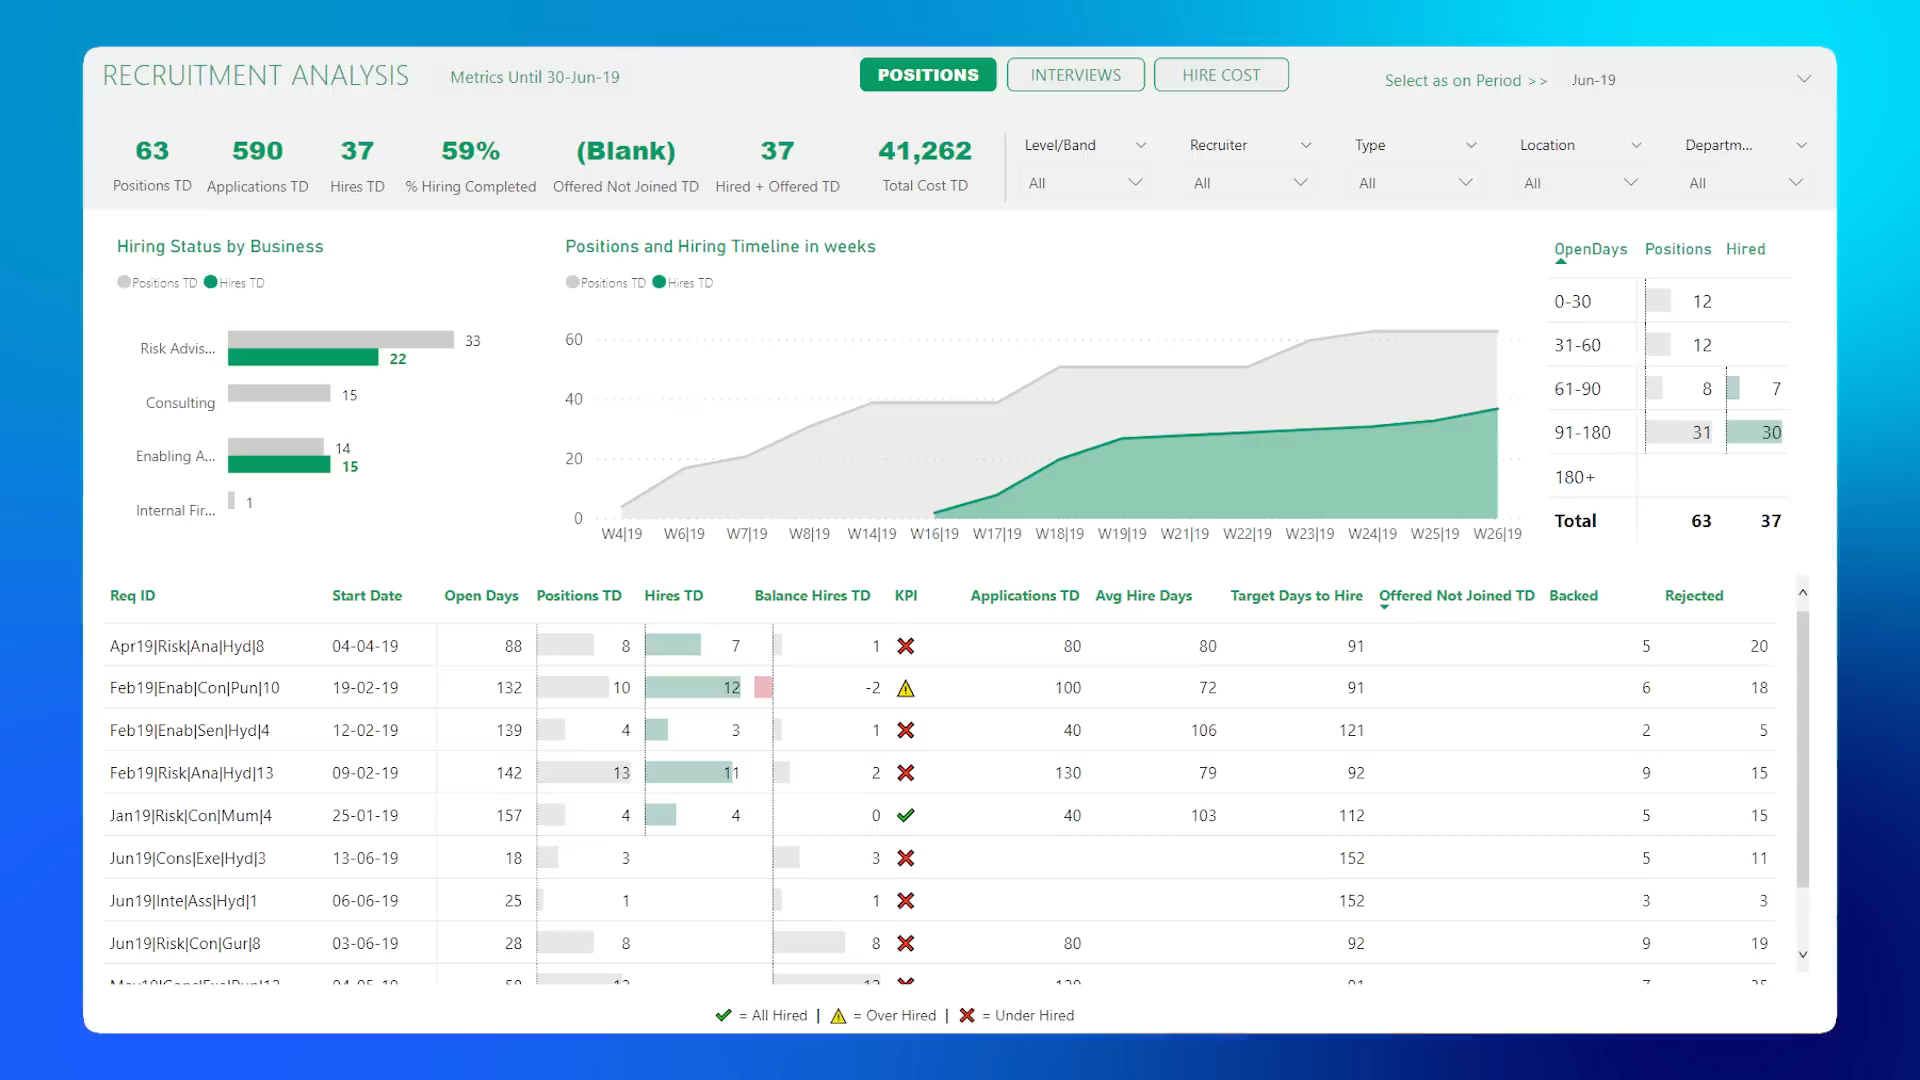 RECRUITMENT ANALYSIS
Metrics Until 30-Jun-19
POSITIONS
INTERVIEWS
HIRE COST
Select as on Period >>
Jun-19
63 590 37 59% (Blank) 37 41,262
Positions TD Applications TD Hires TD % Hiring Completed Offered Not Joined TD Hired + Offered TD Total Cost TD
Level/Band Recruiter Type Location Departm...
All All All All All
Hiring Status by Business
Positions TD Hires TD
Risk Advis... 33
22
Consulting 15
Enabling A... 14
15
Internal Fir... 1
Positions and Hiring Timeline in weeks
Positions TD Hires TD
60
40
20
0
W4|19 W6|19 W7|19 W8|19 W14|19 W16|19 W17|19 W18|19 W19|19 W21|19 W22|19 W23|19 W24|19 W25|19 W26|19
OpenDays Positions Hired
0-30 12
31-60 12
61-90 8 7
91-180 31 30
180+
Total 63 37
Req ID Start Date Open Days Positions TD Hires TD Balance Hires TD KPI Applications TD Avg Hire Days Target Days to Hire Offered Not Joined TD Backed Rejected
Apr19|Risk|Ana|Hyd|8 04-04-19 88 8 7 1 80 80 91 5 20
Feb19|Enab|Con|Pun|10 19-02-19 132 10 12 -2 100 72 91 6 18
Feb19|Enab|Sen|Hyd|4 12-02-19 139 4 3 1 40 106 121 2 5
Feb19|Risk|Ana|Hyd|13 09-02-19 142 13 11 2 130 79 92 9 15
Jan19|Risk|Con|Mum|4 25-01-19 157 4 4 0 40 103 112 5 15
Jun19|Cons|Exe|Hyd|3 13-06-19 18 3 3 152 5 11
Jun19|Inte|Ass|Hyd|1 06-06-19 25 1 1 152 3 3
Jun19|Risk|Con|Gur|8 03-06-19 28 8 8 80 92 9 19
= All Hired | = Over Hired | = Under Hired